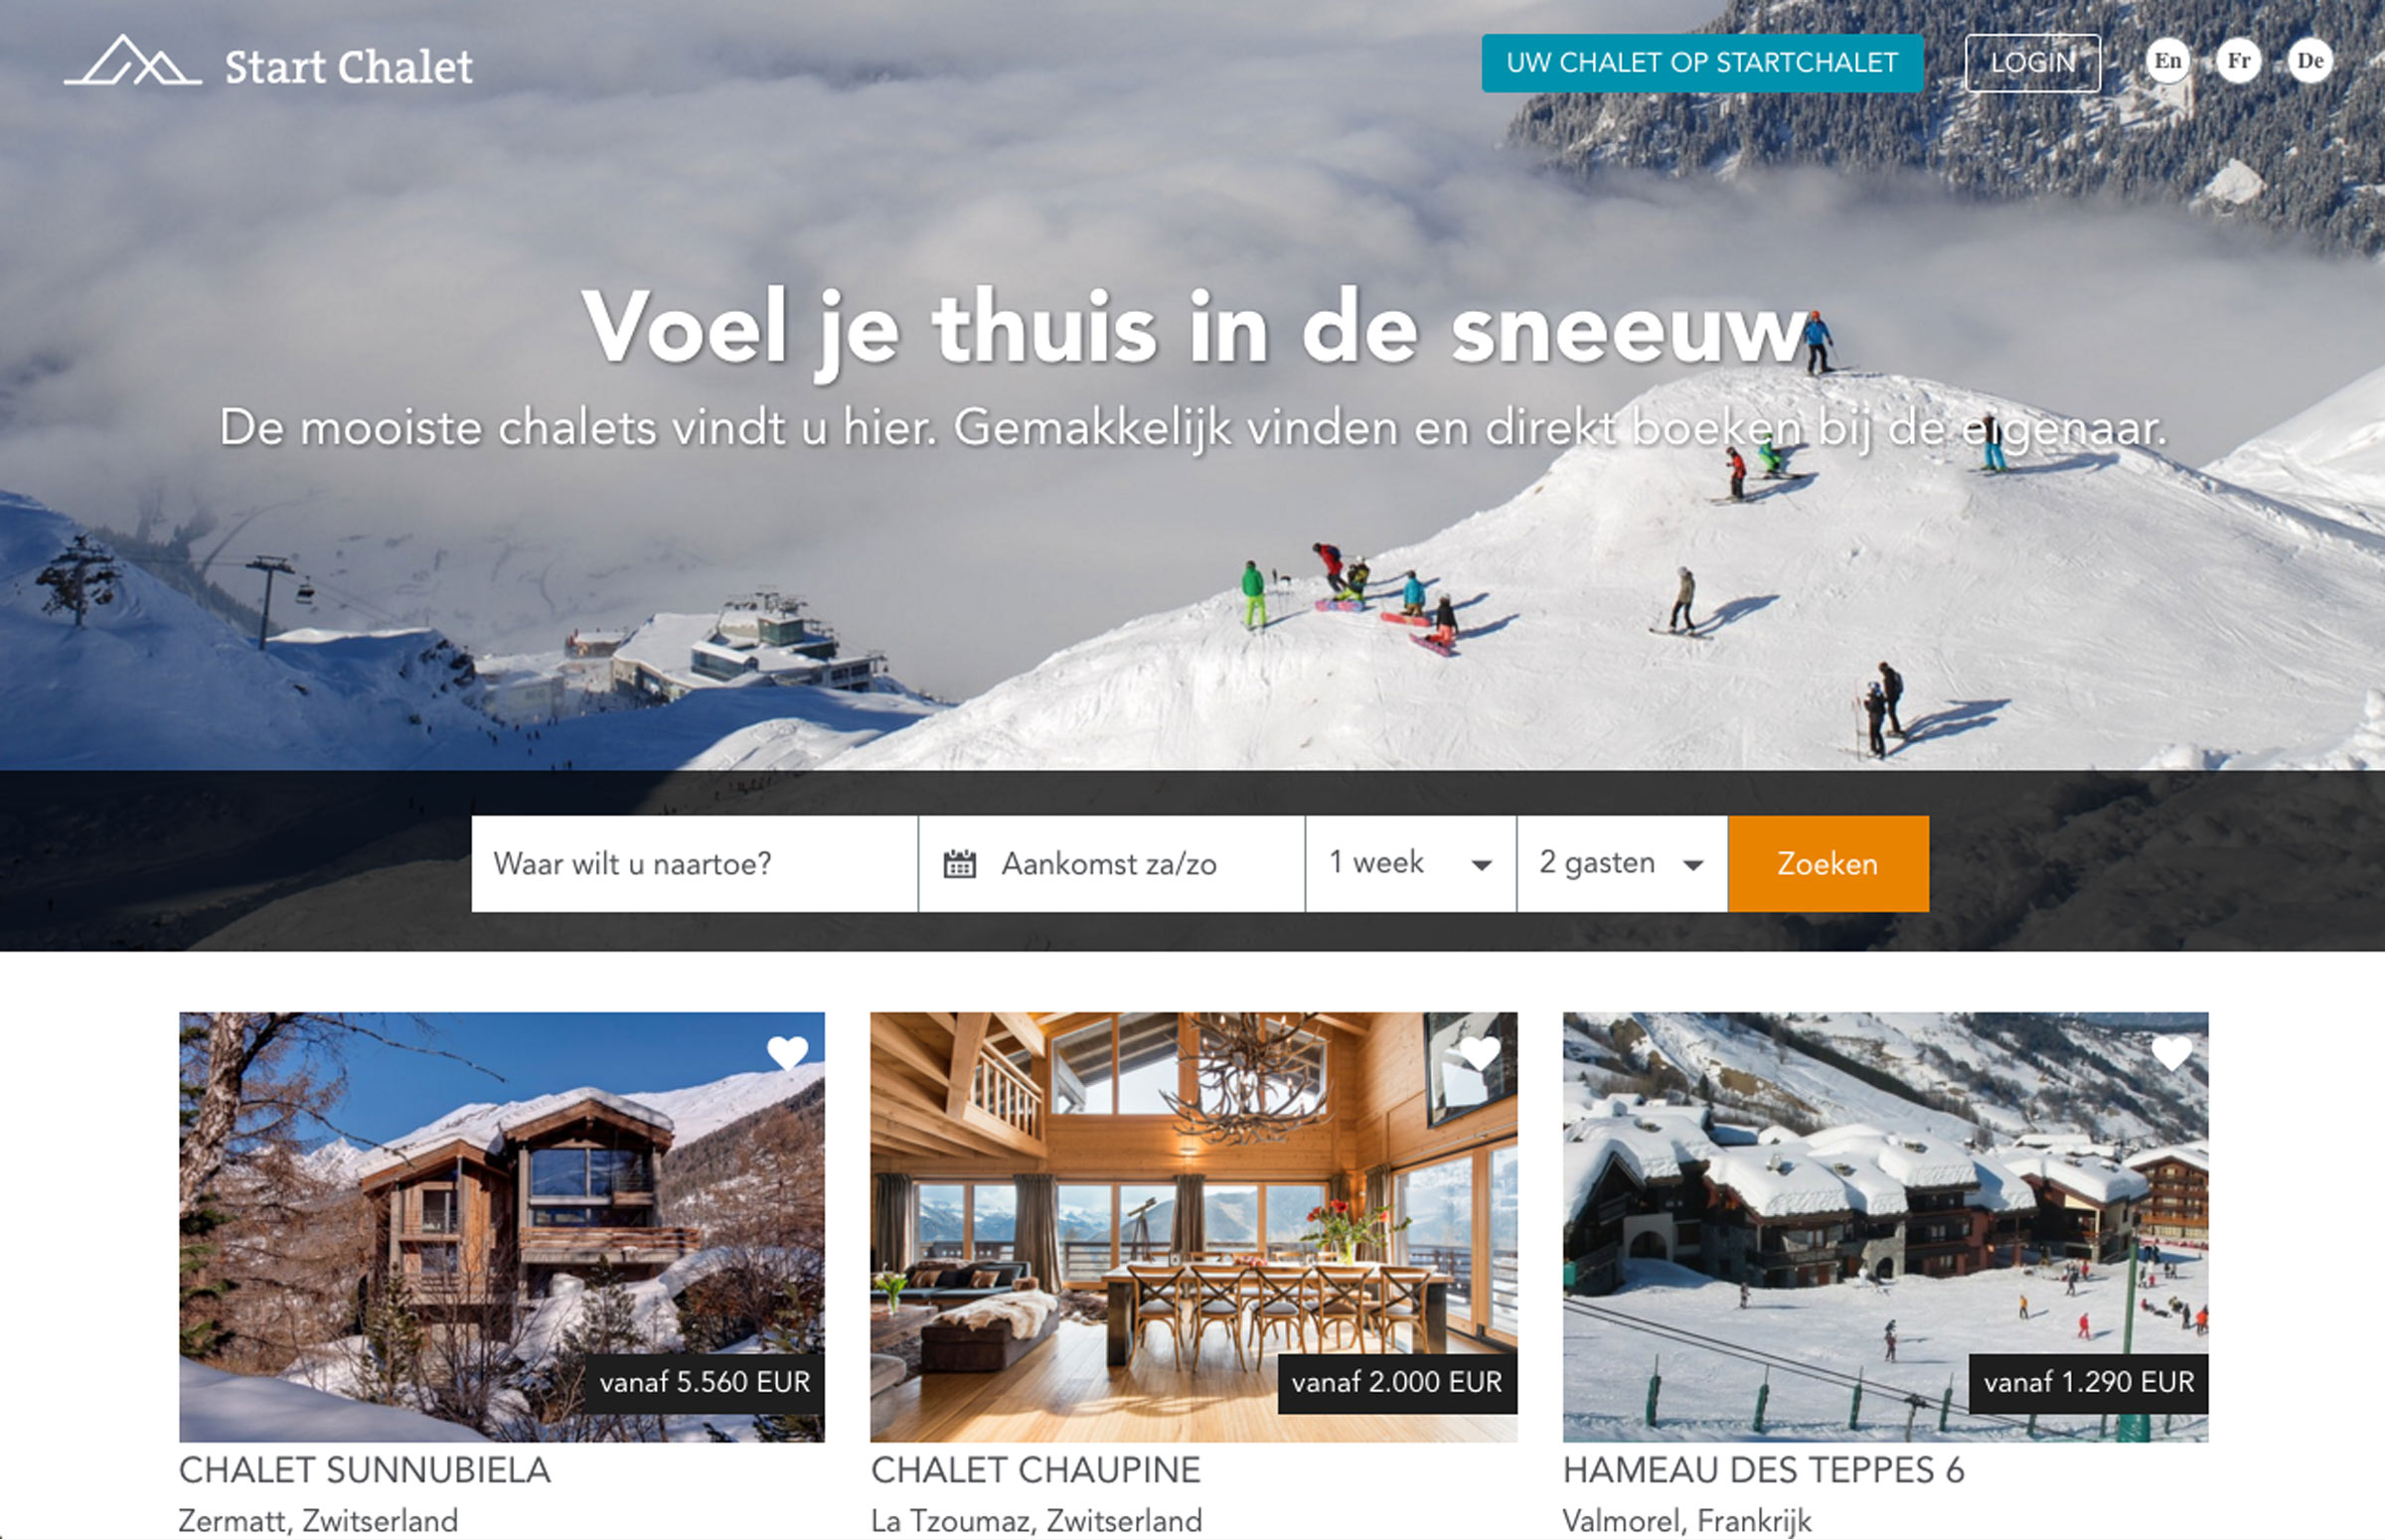 Start Chalet
UW CHALET OP STARTCHALET
LOGIN
En
Fr
De
Voel je thuis in de sneeuw
De mooiste chalets vindt u hier. Gemakkelijk vinden en direkt boeken bij de eigenaar.
Waar wilt u naartoe?
Aankomst za/zo
1 week
2 gasten
Zoeken
vanaf 5.560 EUR
vanaf 2.000 EUR
vanaf 1.290 EUR
CHALET SUNNUBIELA
CHALET CHAUPINE
HAMEAU DES TEPPES 6
Zermatt, Zwitserland
La Tzoumaz, Zwitserland
Valmorel, Frankrijk